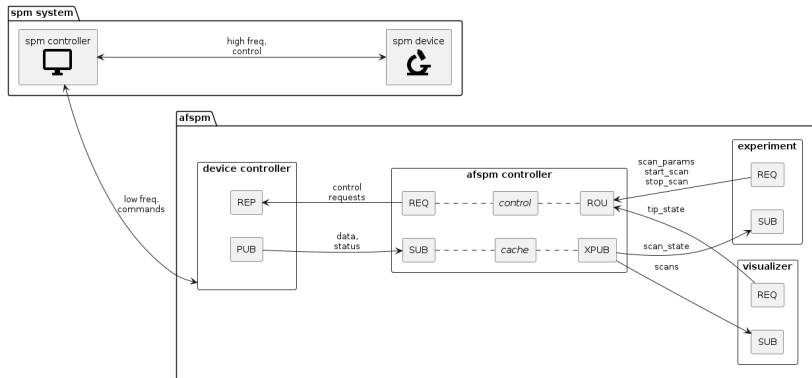 spm system
spm controller
high freq.
control
spm device
low freq.
commands
afspm
device controller
REP
PUB
control
requests
data,
status
afspm controller
REQ
control
ROU
SUB
cache
XPUB
scan_params
start_scan
stop_scan
tip_state
scan_state
scans
experiment
REQ
SUB
visualizer
REQ
SUB